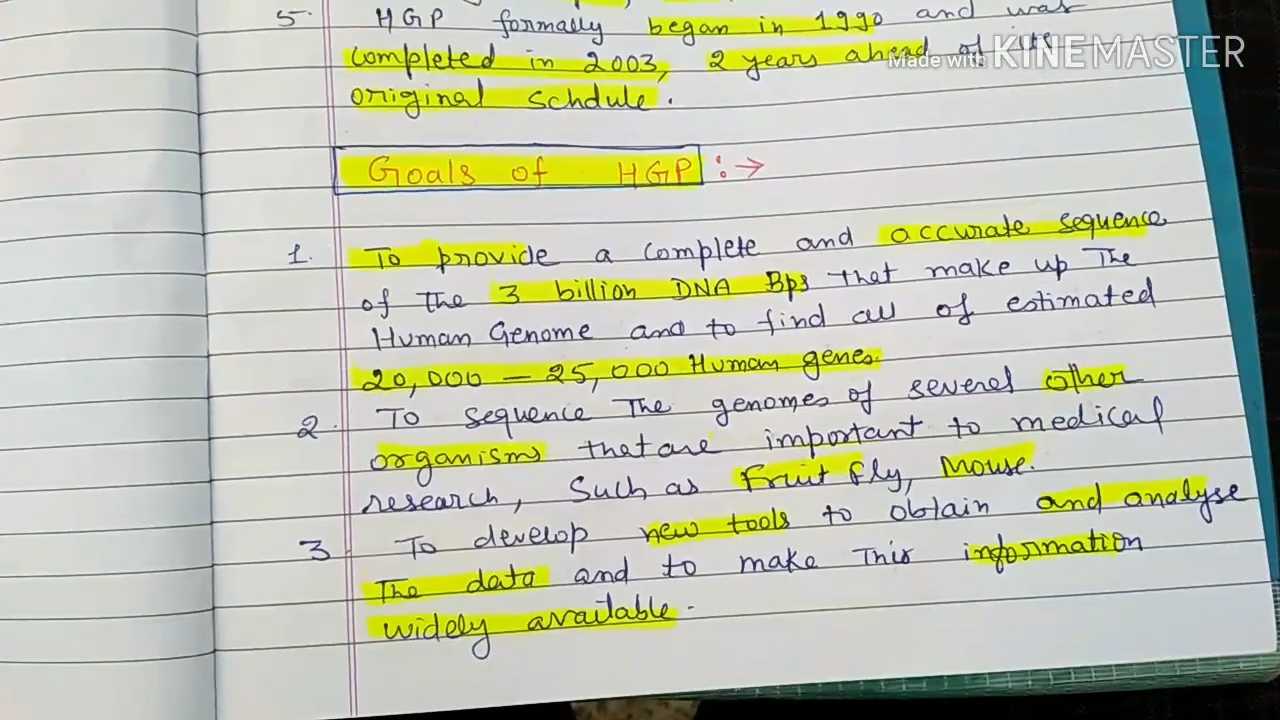 5. HGP formally began in 1990 and was
completed in 2003, 2 years ahead of its
original schdule.
Made with KINEMASTER
Goals of HGP :→
1. To provide a complete and accurate sequence
of the 3 billion DNA Bps that make up The
Human Genome and to find all of estimated
20,000 – 25,000 Human genes.
2. To sequence The genomes of several other
organisms that are important to medical
research, Such as Fruit fly, Mouse.
3 To develop new tools to obtain and analyse
The data and to make This information
widely available.